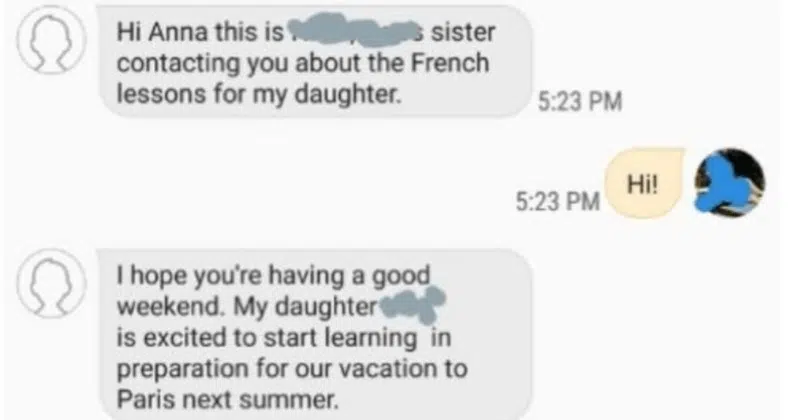 Hi Anna this is sister
contacting you about the French
lessons for my daughter.
5:23 PM
Hi!
5:23 PM
I hope you're having a good
weekend. My daughter
is excited to start learning in
preparation for our vacation to
Paris next summer.